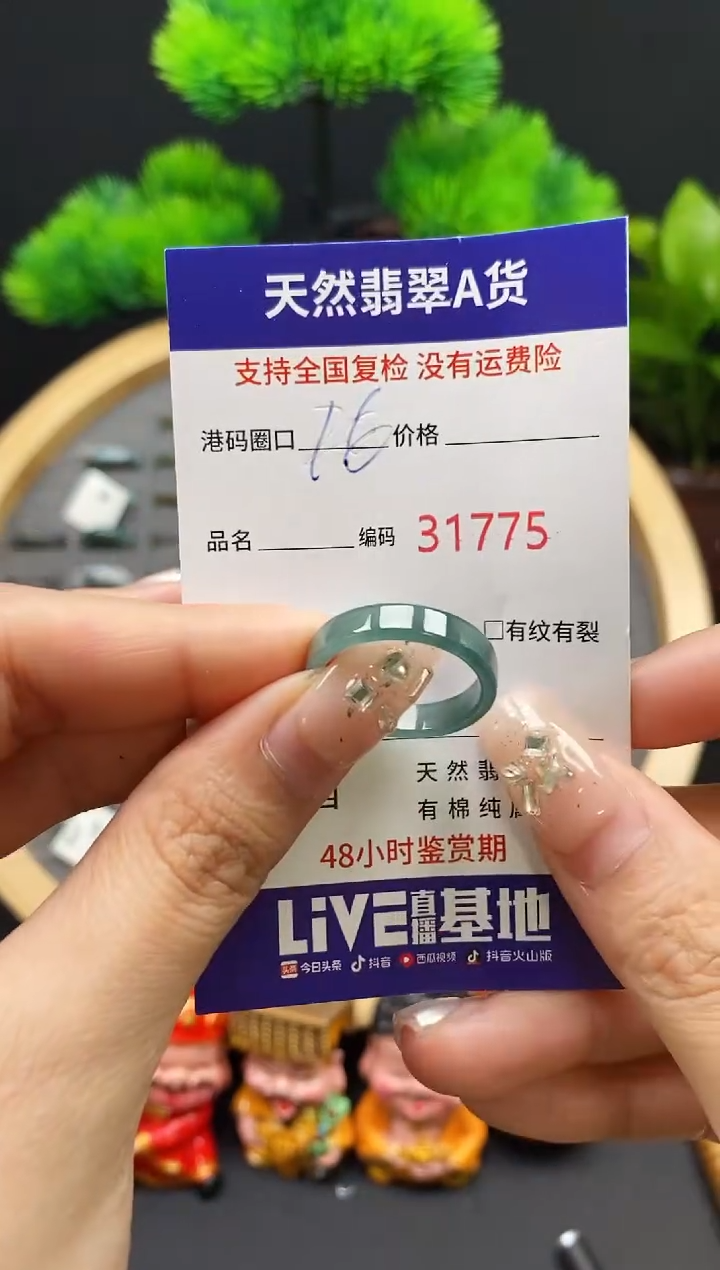 天然翡翠A货
支持全国复检 没有运费险
港码圈口 16 价格
品名 编码 31775
□有纹有裂
天然翡
有棉纯
48小时鉴赏期
LiVE直播基地
头条 今日头条 抖音 西瓜视频 抖音火山版